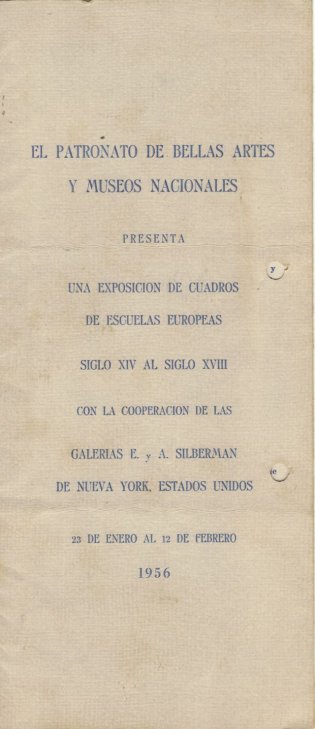 EL PATRONATO DE BELLAS ARTES
Y MUSEOS NACIONALES
PRESENTA
y
UNA EXPOSICION DE CUADROS
DE ESCUELAS EUROPEAS
SIGLO XIV AL SIGLO XVIII
CON LA COOPERACION DE LAS
GALERIAS E. y A. SILBERMAN
DE NUEVA YORK, ESTADOS UNIDOS
23 DE ENERO AL 12 DE FEBRERO
1956